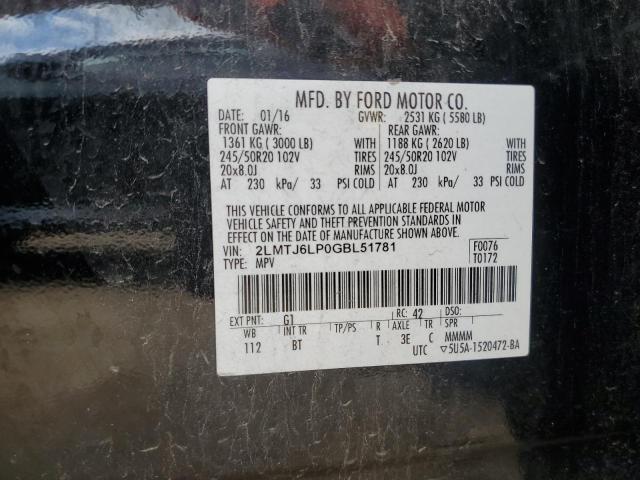 MFD. BY FORD MOTOR CO.
DATE: 01/16 GVWR: 2531 KG ( 5580 LB)
FRONT GAWR: REAR GAWR:
1361 KG ( 3000 LB) WITH 1188 KG ( 2620 LB) WITH
245/50R20 102V TIRES 245/50R20 102V TIRES
20x8.0J RIMS 20x8.0J RIMS
AT 230 kPa/ 33 PSI COLD AT 230 kPa/ 33 PSI COLD
THIS VEHICLE CONFORMS TO ALL APPLICABLE FEDERAL MOTOR
VEHICLE SAFETY AND THEFT PREVENTION STANDARDS IN
EFFECT ON THE DATE OF MANUFACTURE SHOWN ABOVE.
VIN: 2LMTJ6LP0GBL51781 F0076
TYPE: MPV T0172
EXT PNT: G1 RC: 42 DSO:
WB INT TR TP/PS R AXLE TR SPR
112 BT T 3E C MMMM
UTC ▽5U5A-1520472-BA